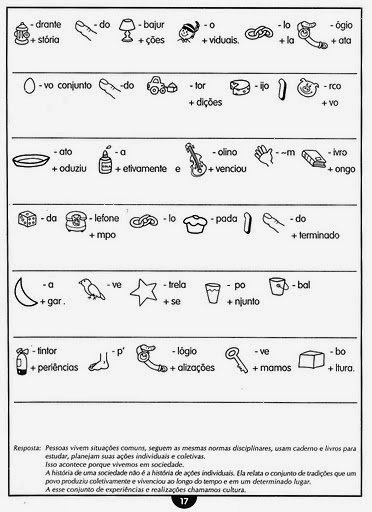 - drante - do - bajur - o - lo - ógio
+ stória + ções + viduais. + la + ata
- vo conjunto - do - tor - ijo - rco
+ dições + vo
- ato - a - olino - ~m - ivro
+ oduziu + etivamente e + venciou + ongo
- da - lefone - lo - pada - do
+ mpo + terminado
- a - ve - trela - po - bal
+ gar . + se + njunto
- tintor - p' - lógio - ve - bo
+ periências + alizações + mamos + ltura.
Resposta: Pessoas vivem situações comuns, seguem as mesmas normas disciplinares, usam caderno e livros para
estudar, planejam suas ações individuais e coletivas.
Isso acontece porque vivemos em sociedade.
A história de uma sociedade não é a história de ações individuais. Ela relata o conjunto de tradições que um
povo produziu coletivamente e vivenciou ao longo do tempo e em um determinado lugar.
A esse conjunto de experiências e realizações chamamos cultura.
17